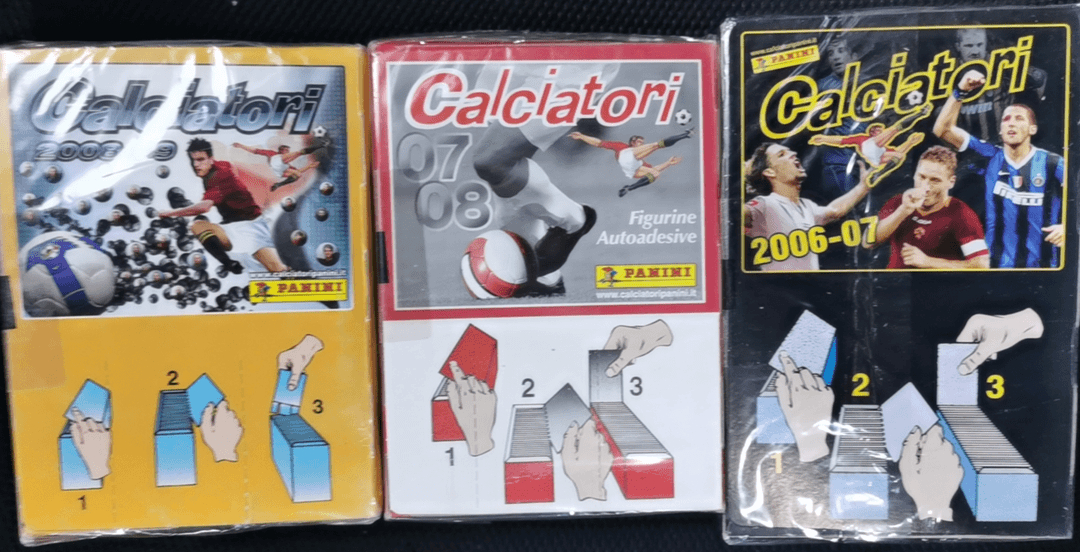 Calciatori
2008-09
www.calciatoripanini.it
PANINI
1
2
3
Calciatori
07
08
Figurine
Autoadesive
PANINI
www.calciatoripanini.it
1
2
3
www.calciatoripanini.it
PANINI
Calciatori
2006-07
PIRELLI
1
2
3